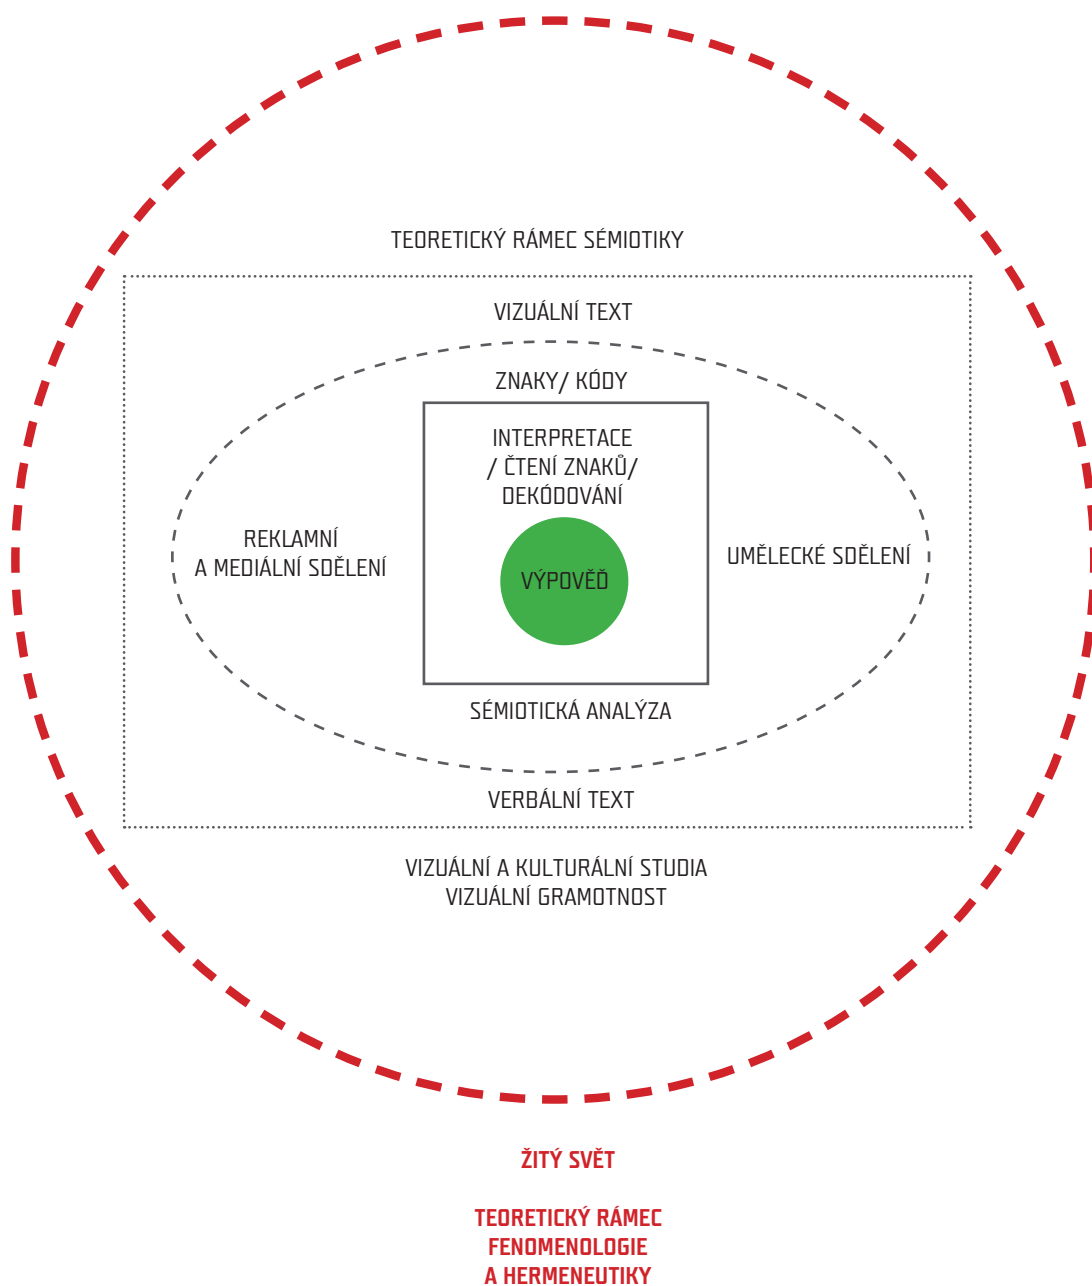 TEORETICKÝ RÁMEC SÉMIOTIKY
VIZUÁLNÍ TEXT
ZNAKY/ KÓDY
INTERPRETACE
/ ČTENÍ ZNAKŮ/
DEKÓDOVÁNÍ
REKLAMNÍ
A MEDIÁLNÍ SDĚLENÍ
VÝPOVĚĎ
UMĚLECKÉ SDĚLENÍ
SÉMIOTICKÁ ANALÝZA
VERBÁLNÍ TEXT
VIZUÁLNÍ A KULTURÁLNÍ STUDIA
VIZUÁLNÍ GRAMOTNOST
ŽITÝ SVĚT
TEORETICKÝ RÁMEC
FENOMENOLOGIE
A HERMENEUTIKY